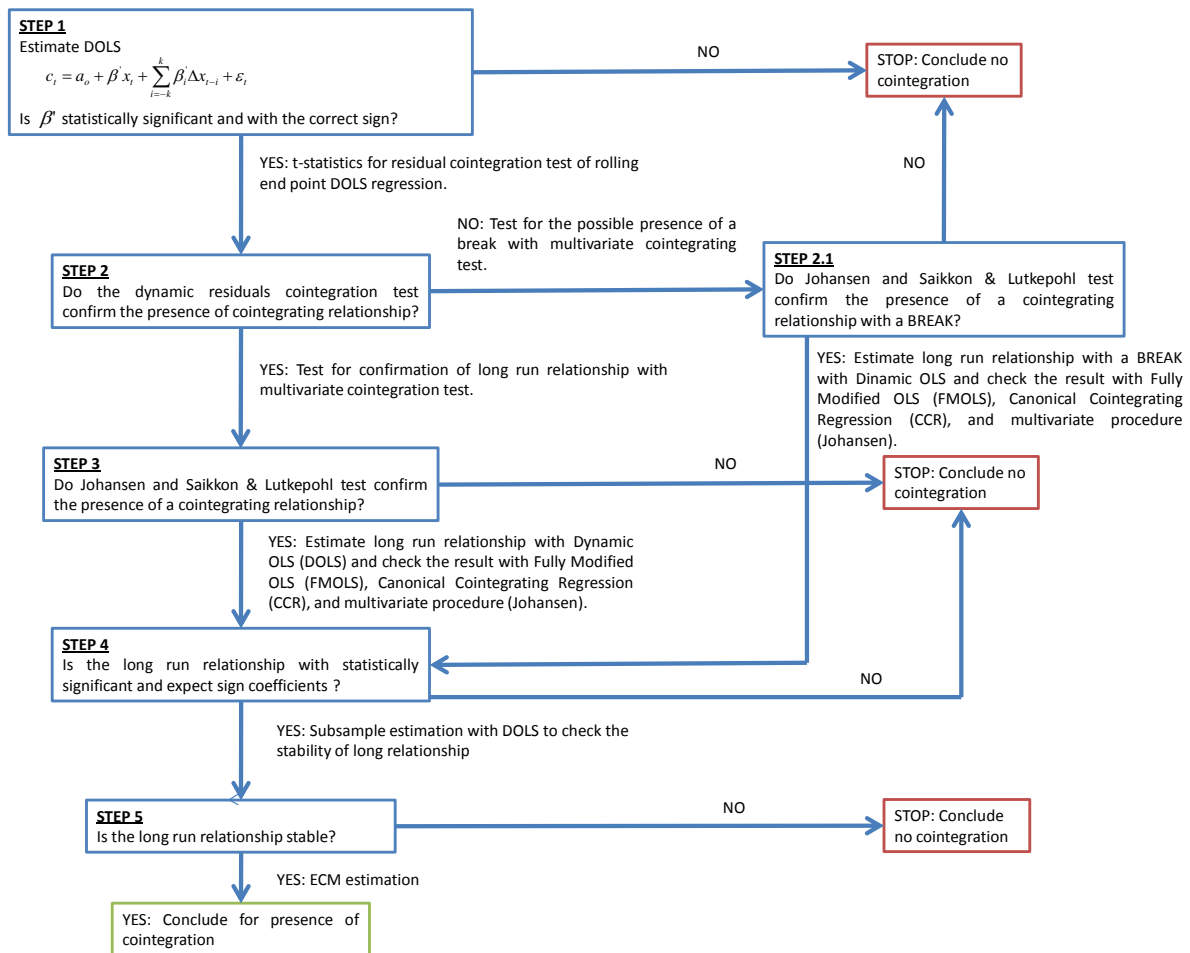 STEP 1
Estimate DOLS
c_t = a_o + β' x_t + ∑_{i=-k}^{k} β_i' Δx_{t-i} + ε_t
Is β'' statistically significant and with the correct sign?
NO
STOP: Conclude no
cointegration
YES: t-statistics for residual cointegration test of rolling
end point DOLS regression.
NO
NO: Test for the possible presence of a
break with multivariate cointegrating
test.
STEP 2
Do the dynamic residuals cointegration test
confirm the presence of cointegrating relationship?
STEP 2.1
Do Johansen and Saikkon & Lutkepohl test
confirm the presence of a cointegrating
relationship with a BREAK?
YES: Test for confirmation of long run relationship with
multivariate cointegration test.
YES: Estimate long run relationship with a BREAK
with Dinamic OLS and check the result with Fully
Modified OLS (FMOLS), Canonical Cointegrating
Regression (CCR), and multivariate procedure
(Johansen).
STEP 3
Do Johansen and Saikkon & Lutkepohl test confirm
the presence of a cointegrating relationship?
NO
STOP: Conclude no
cointegration
YES: Estimate long run relationship with Dynamic
OLS (DOLS) and check the result with Fully Modified
OLS (FMOLS), Canonical Cointegrating Regression
(CCR), and multivariate procedure (Johansen).
STEP 4
Is the long run relationship with statistically
significant and expect sign coefficients ?
NO
YES: Subsample estimation with DOLS to check the
stability of long relationship
STEP 5
Is the long run relationship stable?
NO
STOP: Conclude
no cointegration
YES: ECM estimation
YES: Conclude for presence of
cointegration